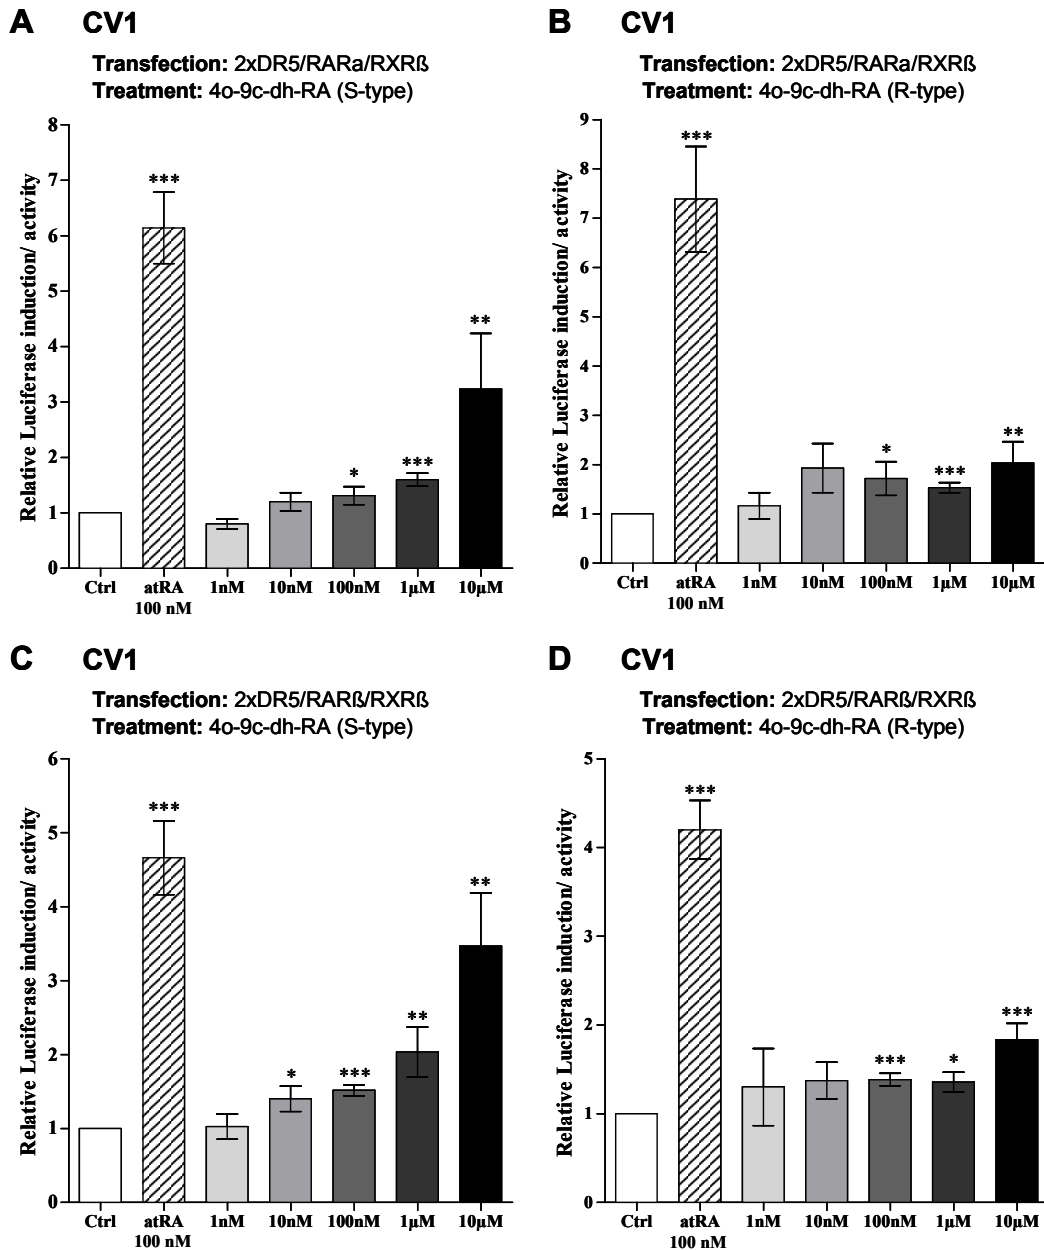 A CV1
Transfection: 2xDR5/RARa/RXRß
Treatment: 4o-9c-dh-RA (S-type)
Relative Luciferase induction/ activity
8
7
6
5
4
3
2
1
0
***
*
***
**
Ctrl atRA 1nM 10nM 100nM 1µM 10µM
100 nM
B CV1
Transfection: 2xDR5/RARa/RXRß
Treatment: 4o-9c-dh-RA (R-type)
Relative Luciferase induction/ activity
9
8
7
6
5
4
3
2
1
0
***
*
***
**
Ctrl atRA 1nM 10nM 100nM 1µM 10µM
100 nM
C CV1
Transfection: 2xDR5/RARß/RXRß
Treatment: 4o-9c-dh-RA (S-type)
Relative Luciferase induction/ activity
6
5
4
3
2
1
0
***
*
***
**
**
Ctrl atRA 1nM 10nM 100nM 1µM 10µM
100 nM
D CV1
Transfection: 2xDR5/RARß/RXRß
Treatment: 4o-9c-dh-RA (R-type)
Relative Luciferase induction/ activity
5
4
3
2
1
0
***
***
*
***
Ctrl atRA 1nM 10nM 100nM 1µM 10µM
100 nM